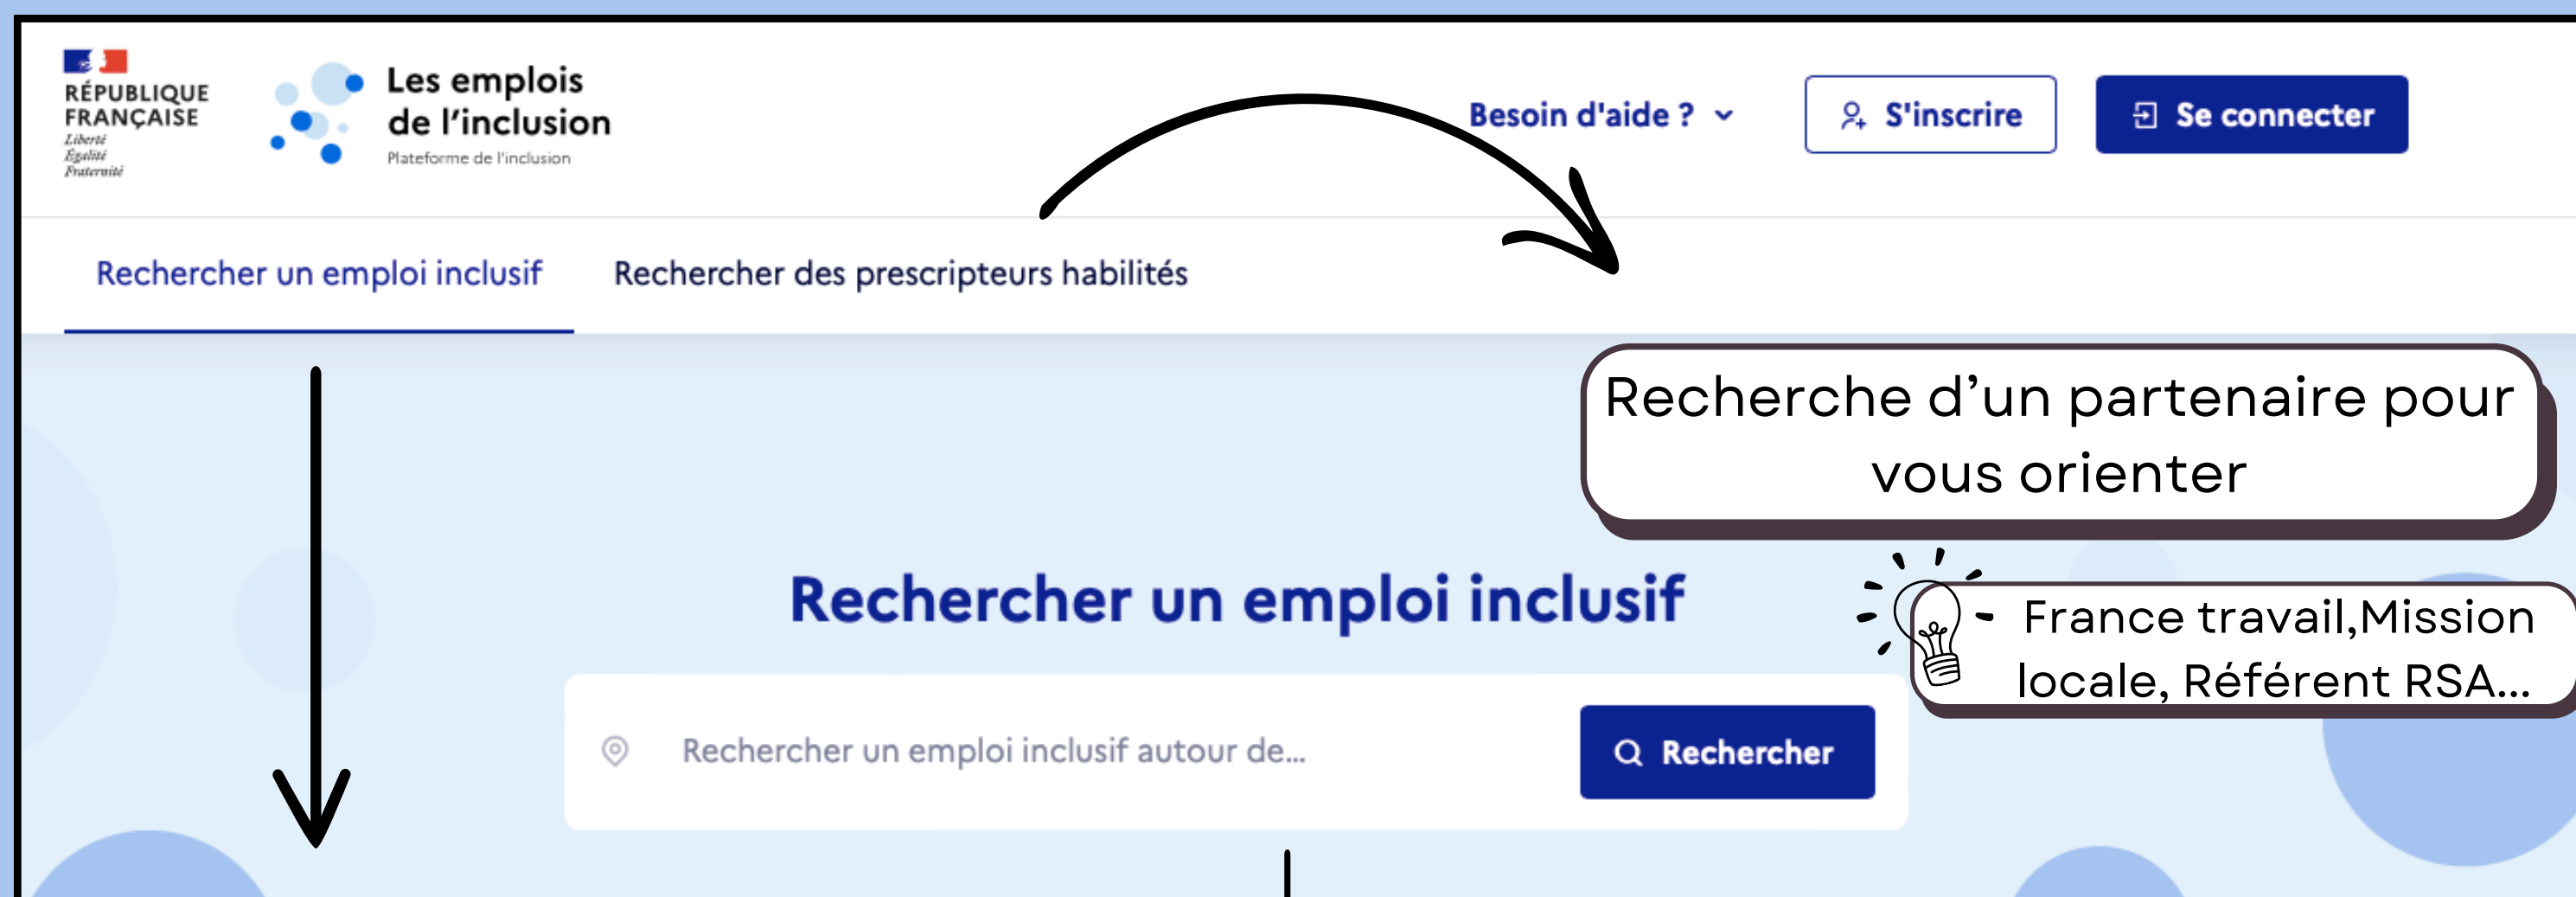 RÉPUBLIQUE
FRANÇAISE
Liberté
Égalité
Fraternité
Les emplois
de l’inclusion
Plateforme de l'inclusion
Besoin d'aide ?
S'inscrire
Se connecter
Rechercher un emploi inclusif
Rechercher des prescripteurs habilités
Recherche d’un partenaire pour
vous orienter
Rechercher un emploi inclusif
France travail,Mission
locale, Référent RSA...
Rechercher un emploi inclusif autour de...
Rechercher